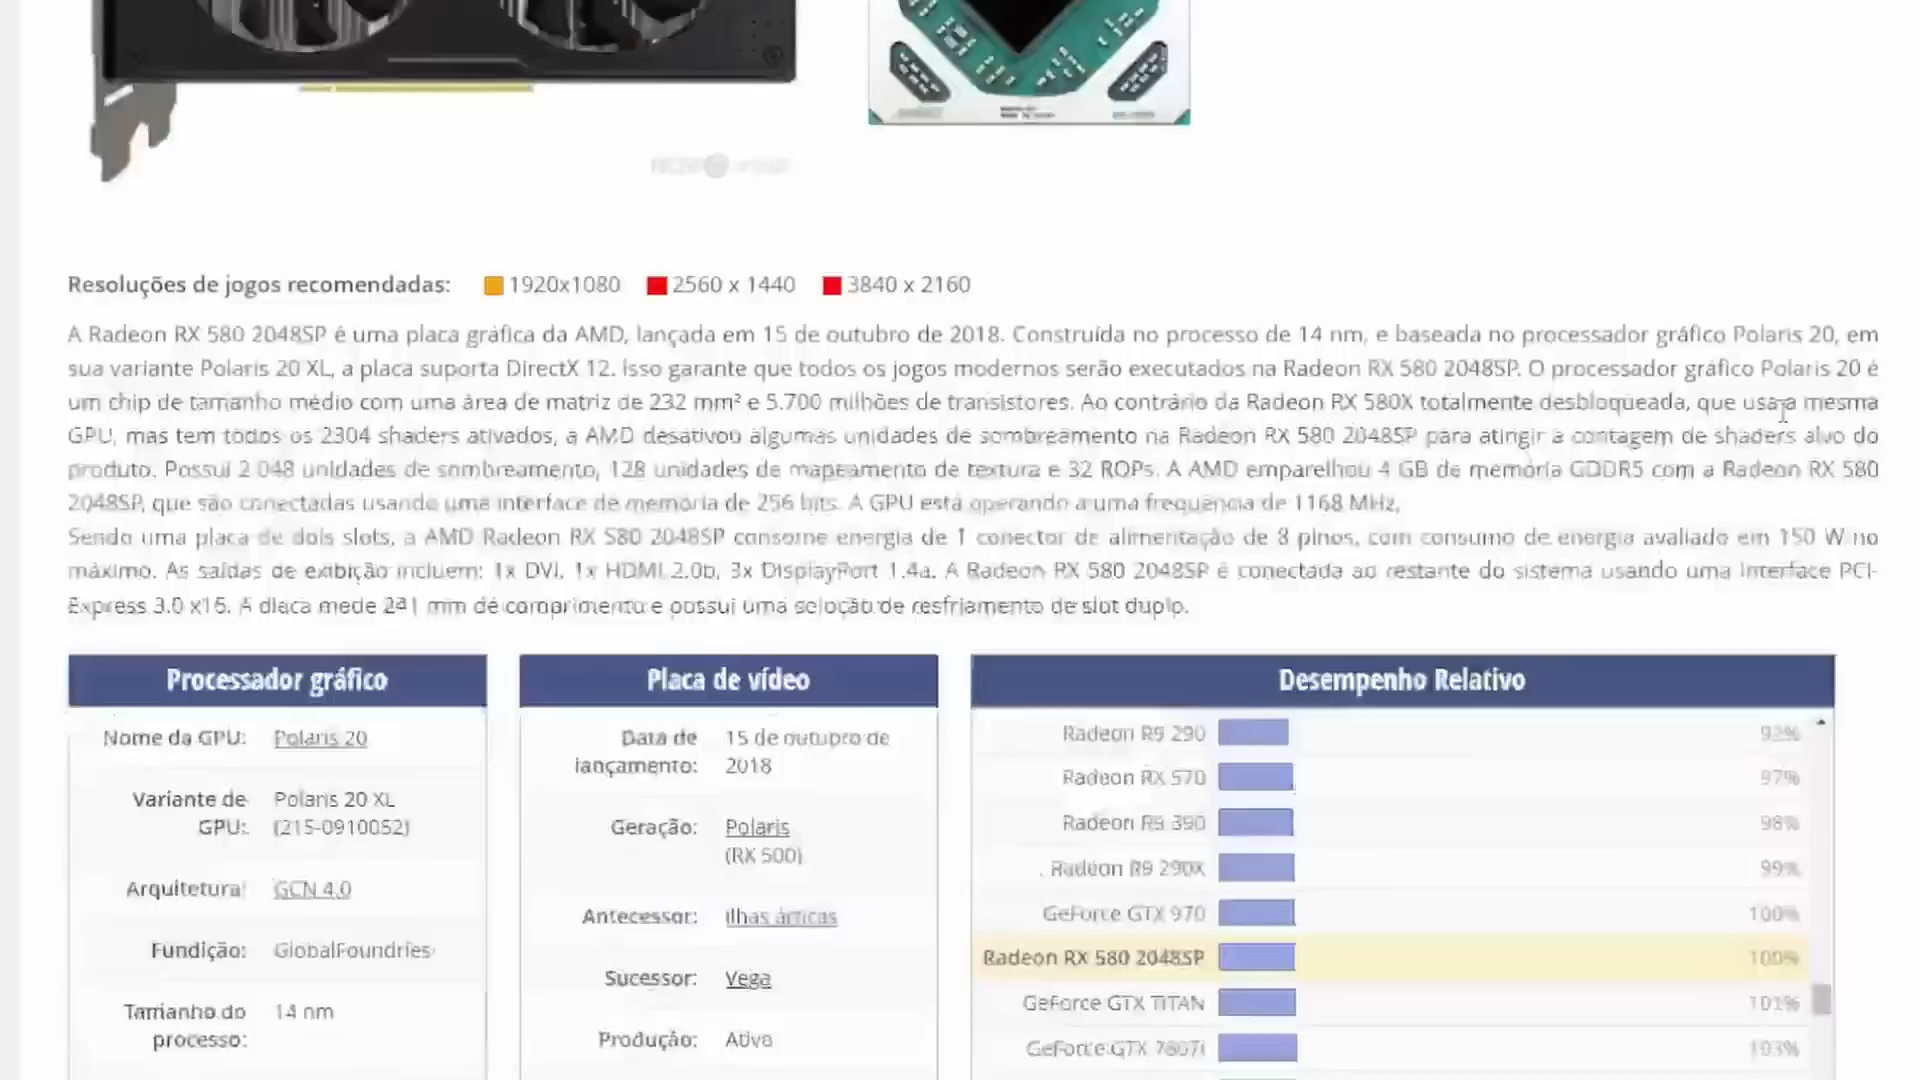 Resoluções de jogos recomendadas: 1920x1080 2560 x 1440 3840 x 2160
A Radeon RX 580 2048SP é uma placa gráfica da AMD, lançada em 15 de outubro de 2018. Construída no processo de 14 nm, e baseada no processador gráfico Polaris 20, em
sua variante Polaris 20 XL, a placa suporta DirectX 12. Isso garante que todos os jogos modernos serão executados na Radeon RX 580 2048SP. O processador gráfico Polaris 20 é
um chip de tamanho médio com uma área de matriz de 232 mm² e 5.700 milhões de transistores. Ao contrário da Radeon RX 580X totalmente desbloqueada, que usa a mesma
GPU, mas tem todos os 2304 shaders ativados, a AMD desativou algumas unidades de sombreamento na Radeon RX 580 2048SP para atingir a contagem de shaders alvo do
produto. Possui 2 048 unidades de sombreamento, 128 unidades de mapeamento de textura e 32 ROPs. A AMD emparelhou 4 GB de memória GDDR5 com a Radeon RX 580
2048SP, que são conectadas usando uma interface de memória de 256 bits. A GPU está operando a uma frequência de 1168 MHz,
Sendo uma placa de dois slots, a AMD Radeon RX 580 2048SP consome energia de 1 conector de alimentação de 8 pinos, com consumo de energia avaliado em 150 W no
máximo. As saídas de exibição incluem: 1x DVI, 1x HDMI 2.0b, 3x DisplayPort 1.4a. A Radeon RX 580 2048SP é conectada ao restante do sistema usando uma interface PCI-
Express 3.0 x16. A placa mede mm de comprimento e possui uma solução de resfriamento de slot duplo.
Processador gráfico
Nome da GPU: Polaris 20
Variante de GPU: Polaris 20 XL
(215-0910052)
Arquitetura: GCN 4.0
Fundição: GlobalFoundries
Tamanho do processo: 14 nm
Placa de vídeo
Data de lançamento: 15 de outubro de
2018
Geração: Polaris
(RX 500)
Antecessor: Ilhas árticas
Sucessor: Vega
Produção: Ativo
Desempenho Relativo
Radeon R9 290 93%
Radeon RX 570 97%
Radeon R9 390 98%
Radeon R9 290X 99%
GeForce GTX 970 100%
Radeon RX 580 2048SP 100%
GeForce GTX TITAN 101%
GeForce GTX 780Ti 103%